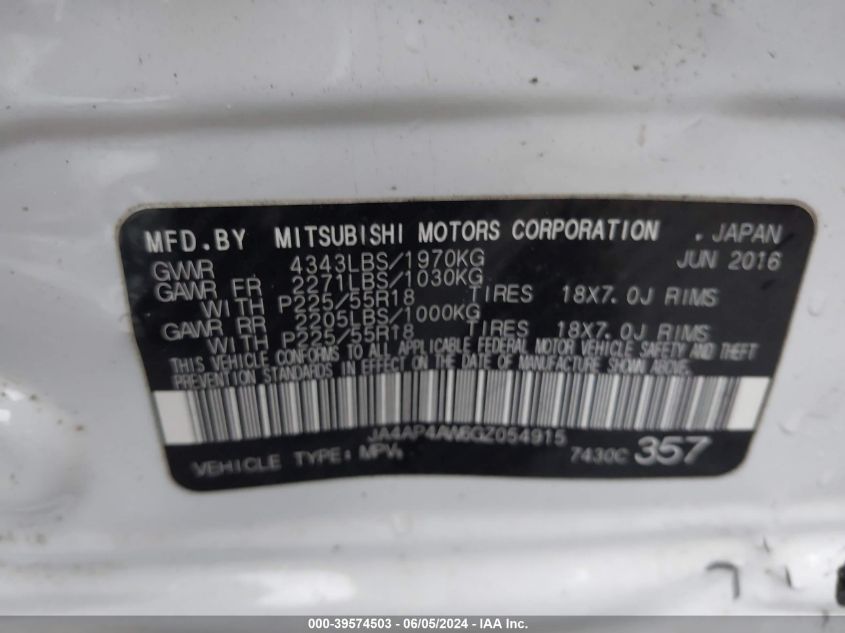 MFD.BY MITSUBISHI MOTORS CORPORATION . JAPAN
GVWR 4343LBS/1970KG JUN 2016
GAWR FR 2271LBS/1030KG
WITH P225/55R18 TIRES 18X7.0J RIMS
GAWR RR 2205LBS/1000KG
WITH P225/55R18 TIRES 18X7.0J RIMS
THIS VEHICLE CONFORMS TO ALL APPLICABLE FEDERAL MOTOR VEHICLE SAFETY AND THEFT
PREVENTION STANDARDS IN EFFECT ON THE DATE OF MANUFACTURE SHOWN ABOVE.
JA4AP4AW6GZ054915
VEHICLE TYPE: MPV 7430C 357
000-39574503 - 06/05/2024 - IAA Inc.